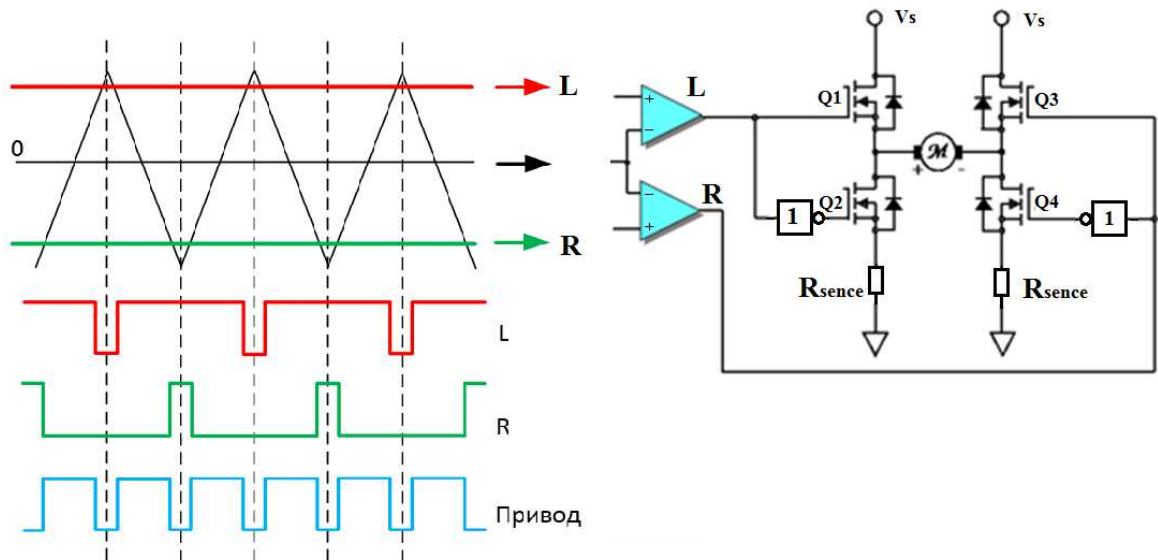 0
L
R
L
R
Привод
Vs
Vs
L
Q1
Q3
+
−
M
+
-
R
−
+
Q2
1
Q4
1
Rsence
Rsence